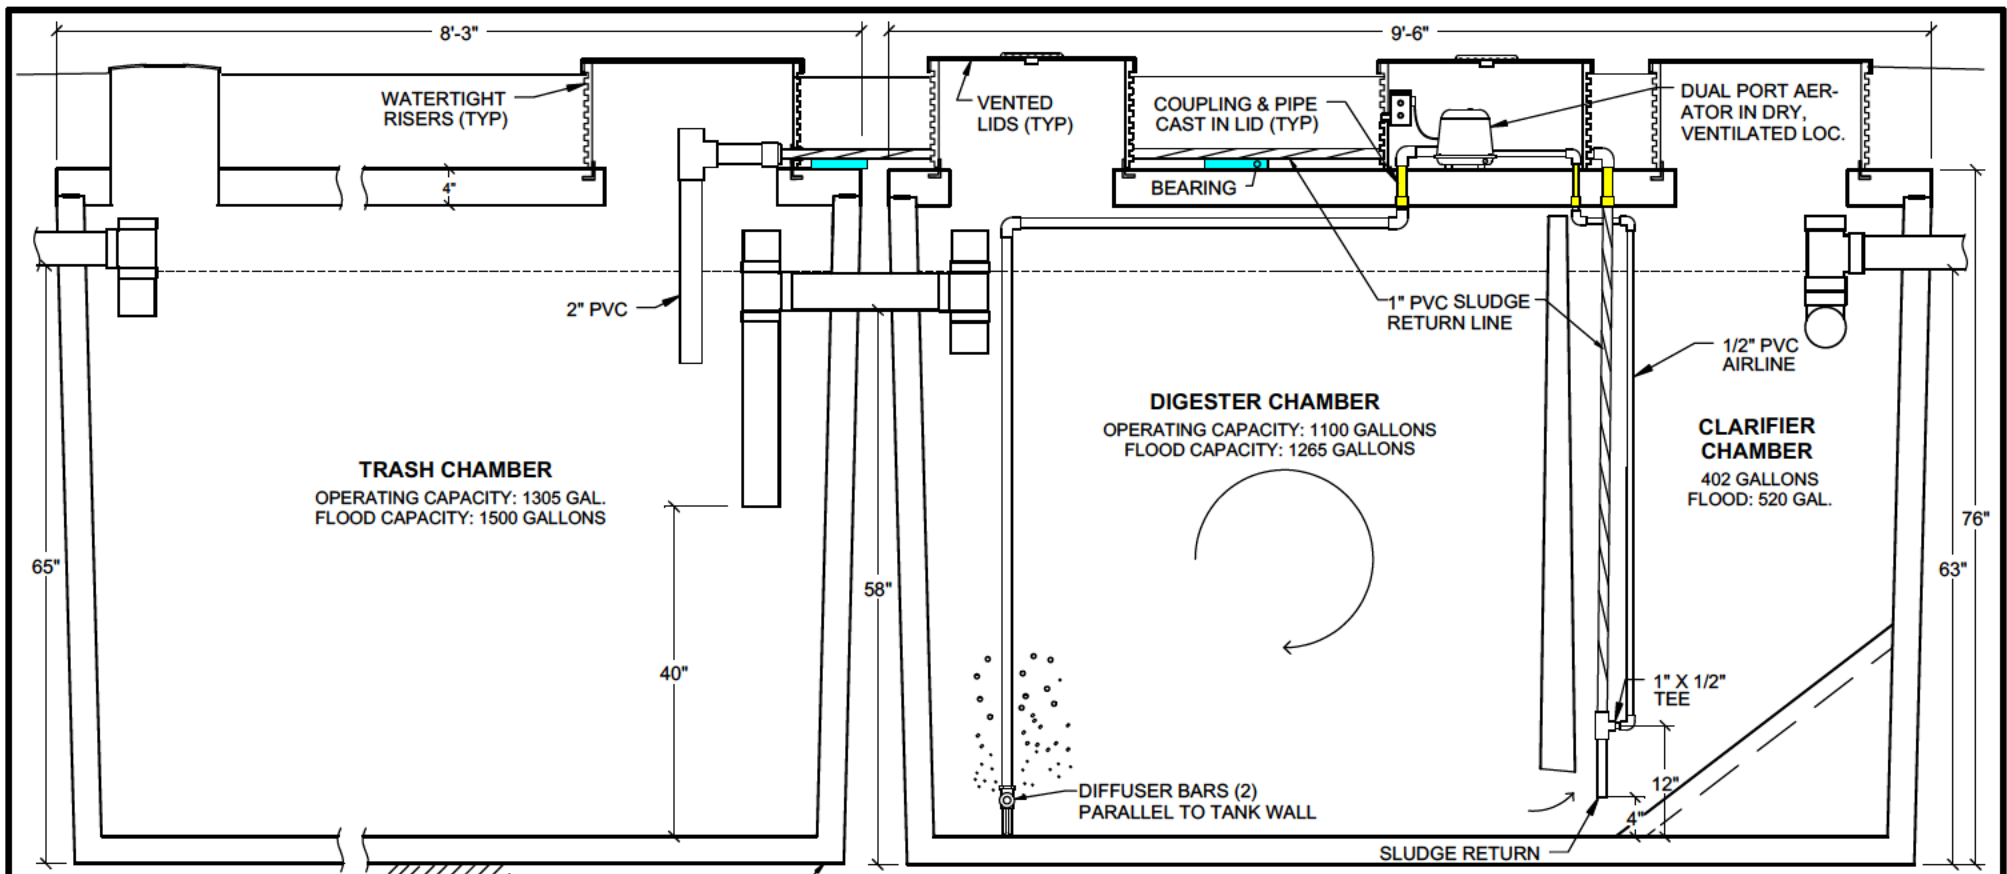 8'-3"
9'-6"
WATERTIGHT
RISERS (TYP)
VENTED
LIDS (TYP)
COUPLING & PIPE
CAST IN LID (TYP)
DUAL PORT AER-
ATOR IN DRY,
VENTILATED LOC.
4"
BEARING
2" PVC
1" PVC SLUDGE
RETURN LINE
1/2" PVC
AIRLINE
DIGESTER CHAMBER
OPERATING CAPACITY: 1100 GALLONS
FLOOD CAPACITY: 1265 GALLONS
CLARIFIER
CHAMBER
402 GALLONS
FLOOD: 520 GAL.
TRASH CHAMBER
OPERATING CAPACITY: 1305 GAL.
FLOOD CAPACITY: 1500 GALLONS
76"
65"
58"
63"
40"
1" X 1/2"
TEE
12"
4"
DIFFUSER BARS (2)
PARALLEL TO TANK WALL
SLUDGE RETURN